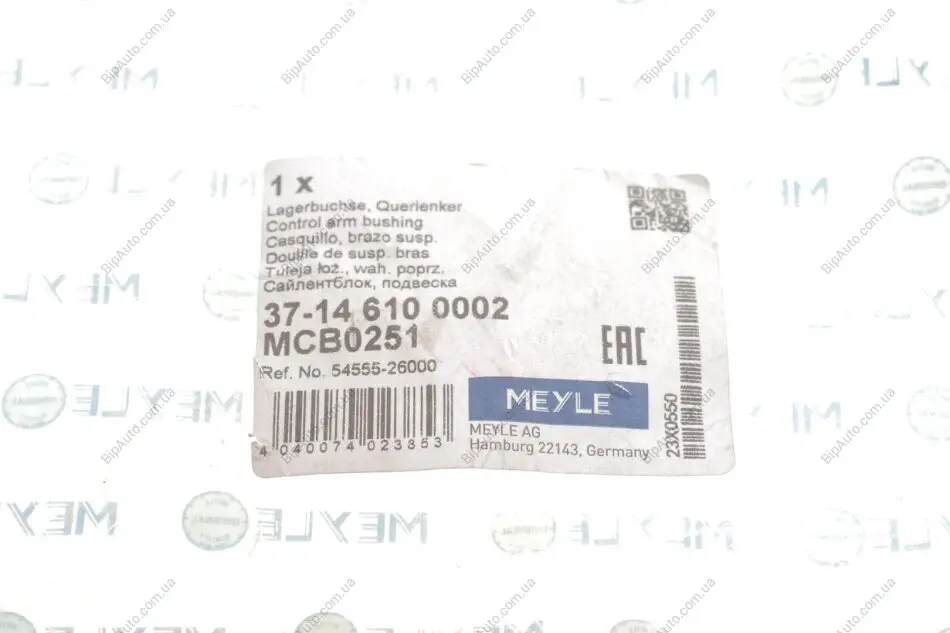 1 X
Lagerbuchse, Querlenker
Control arm bushing
Casquillo, brazo susp.
Douille de susp. bras
Tuleja łoż., wah. poprz.
Сайлентблок, подвеска
37-14 610 0002
MCB0251
Ref. No. 54555-26000
4 040074 023853
EAC
MEYLE
MEYLE AG
Hamburg 22143, Germany
23X0550
BipAuto.com.ua